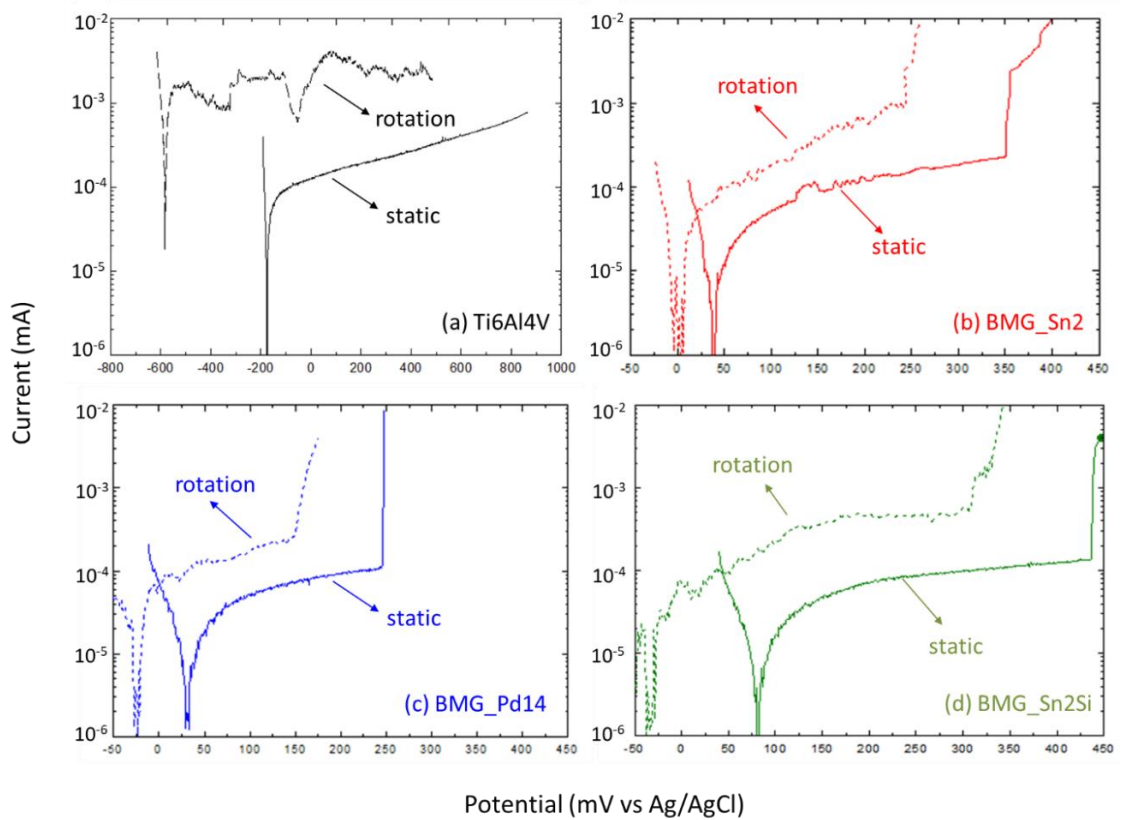 Current (mA)
10-2
10-3
10-4
10-5
10-6
rotation
static
(a) Ti6Al4V
-800 -600 -400 -200 0 200 400 600 800 1000
10-2
10-3
10-4
10-5
10-6
rotation
static
(b) BMG_Sn2
-50 0 50 100 150 200 250 300 350 400 450
10-2
10-3
10-4
10-5
10-6
rotation
static
(c) BMG_Pd14
-50 0 50 100 150 200 250 300 350 400 450
10-2
10-3
10-4
10-5
10-6
rotation
static
(d) BMG_Sn2Si
-50 0 50 100 150 200 250 300 350 400 450
Potential (mV vs Ag/AgCl)